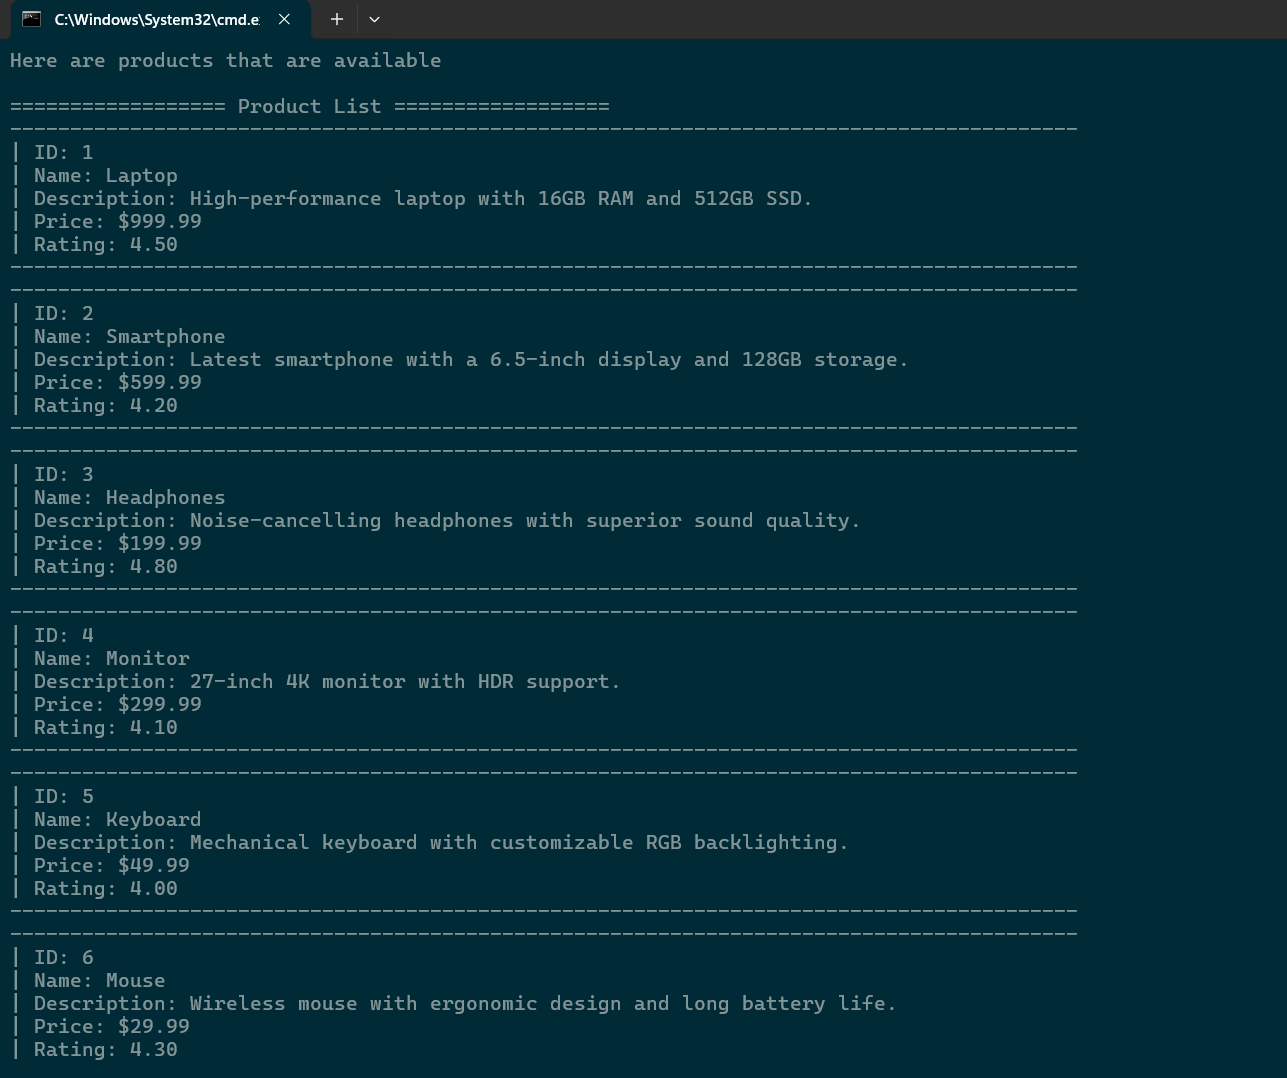 C:\Windows\System32\cmd.e
Here are products that are available
================== Product List ==================
-----------------------------------------------------------------------------------------
| ID: 1
| Name: Laptop
| Description: High-performance laptop with 16GB RAM and 512GB SSD.
| Price: $999.99
| Rating: 4.50
-----------------------------------------------------------------------------------------
-----------------------------------------------------------------------------------------
| ID: 2
| Name: Smartphone
| Description: Latest smartphone with a 6.5-inch display and 128GB storage.
| Price: $599.99
| Rating: 4.20
-----------------------------------------------------------------------------------------
-----------------------------------------------------------------------------------------
| ID: 3
| Name: Headphones
| Description: Noise-cancelling headphones with superior sound quality.
| Price: $199.99
| Rating: 4.80
-----------------------------------------------------------------------------------------
-----------------------------------------------------------------------------------------
| ID: 4
| Name: Monitor
| Description: 27-inch 4K monitor with HDR support.
| Price: $299.99
| Rating: 4.10
-----------------------------------------------------------------------------------------
-----------------------------------------------------------------------------------------
| ID: 5
| Name: Keyboard
| Description: Mechanical keyboard with customizable RGB backlighting.
| Price: $49.99
| Rating: 4.00
-----------------------------------------------------------------------------------------
-----------------------------------------------------------------------------------------
| ID: 6
| Name: Mouse
| Description: Wireless mouse with ergonomic design and long battery life.
| Price: $29.99
| Rating: 4.30